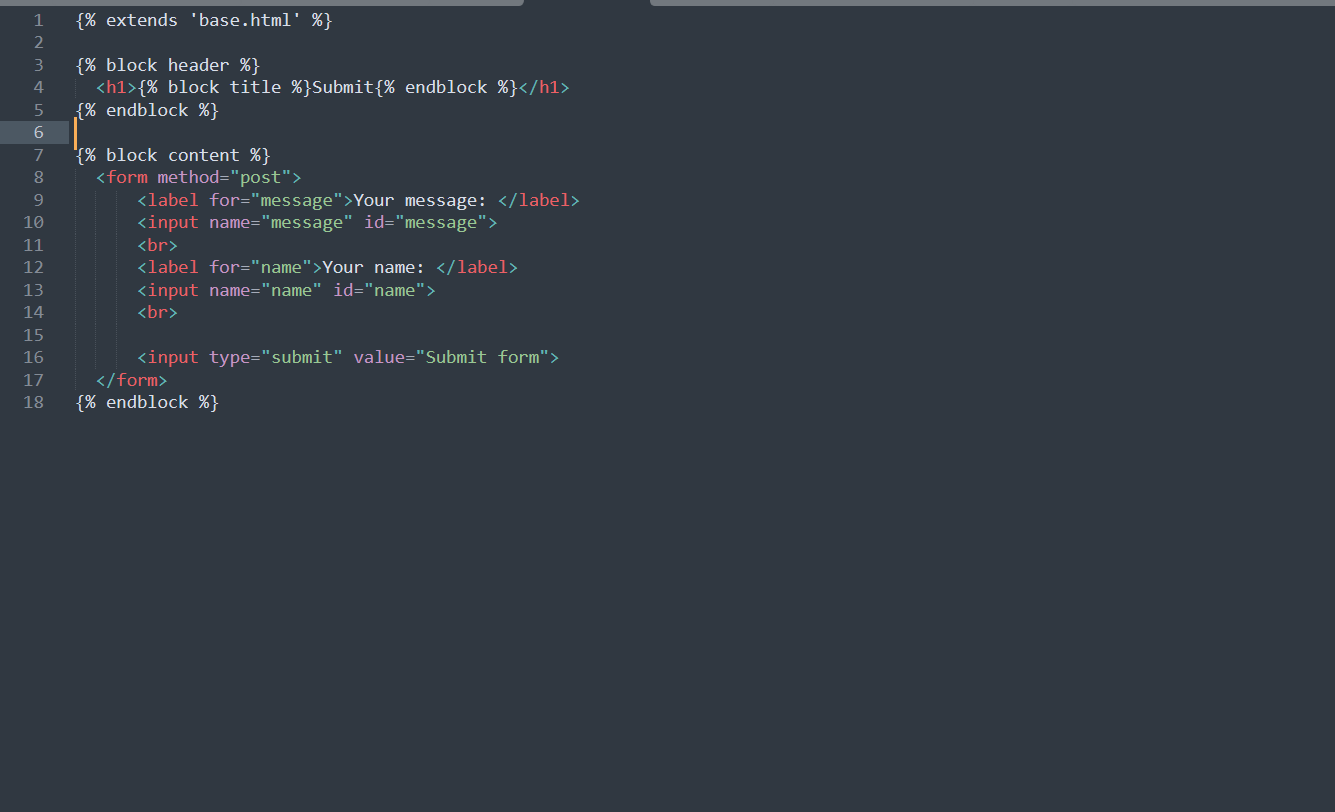 1 {% extends 'base.html' %}
2
3 {% block header %}
4   <h1>{% block title %}Submit{% endblock %}</h1>
5 {% endblock %}
6
7 {% block content %}
8   <form method="post">
9       <label for="message">Your message: </label>
10       <input name="message" id="message">
11       <br>
12       <label for="name">Your name: </label>
13       <input name="name" id="name">
14       <br>
15
16       <input type="submit" value="Submit form">
17   </form>
18 {% endblock %}